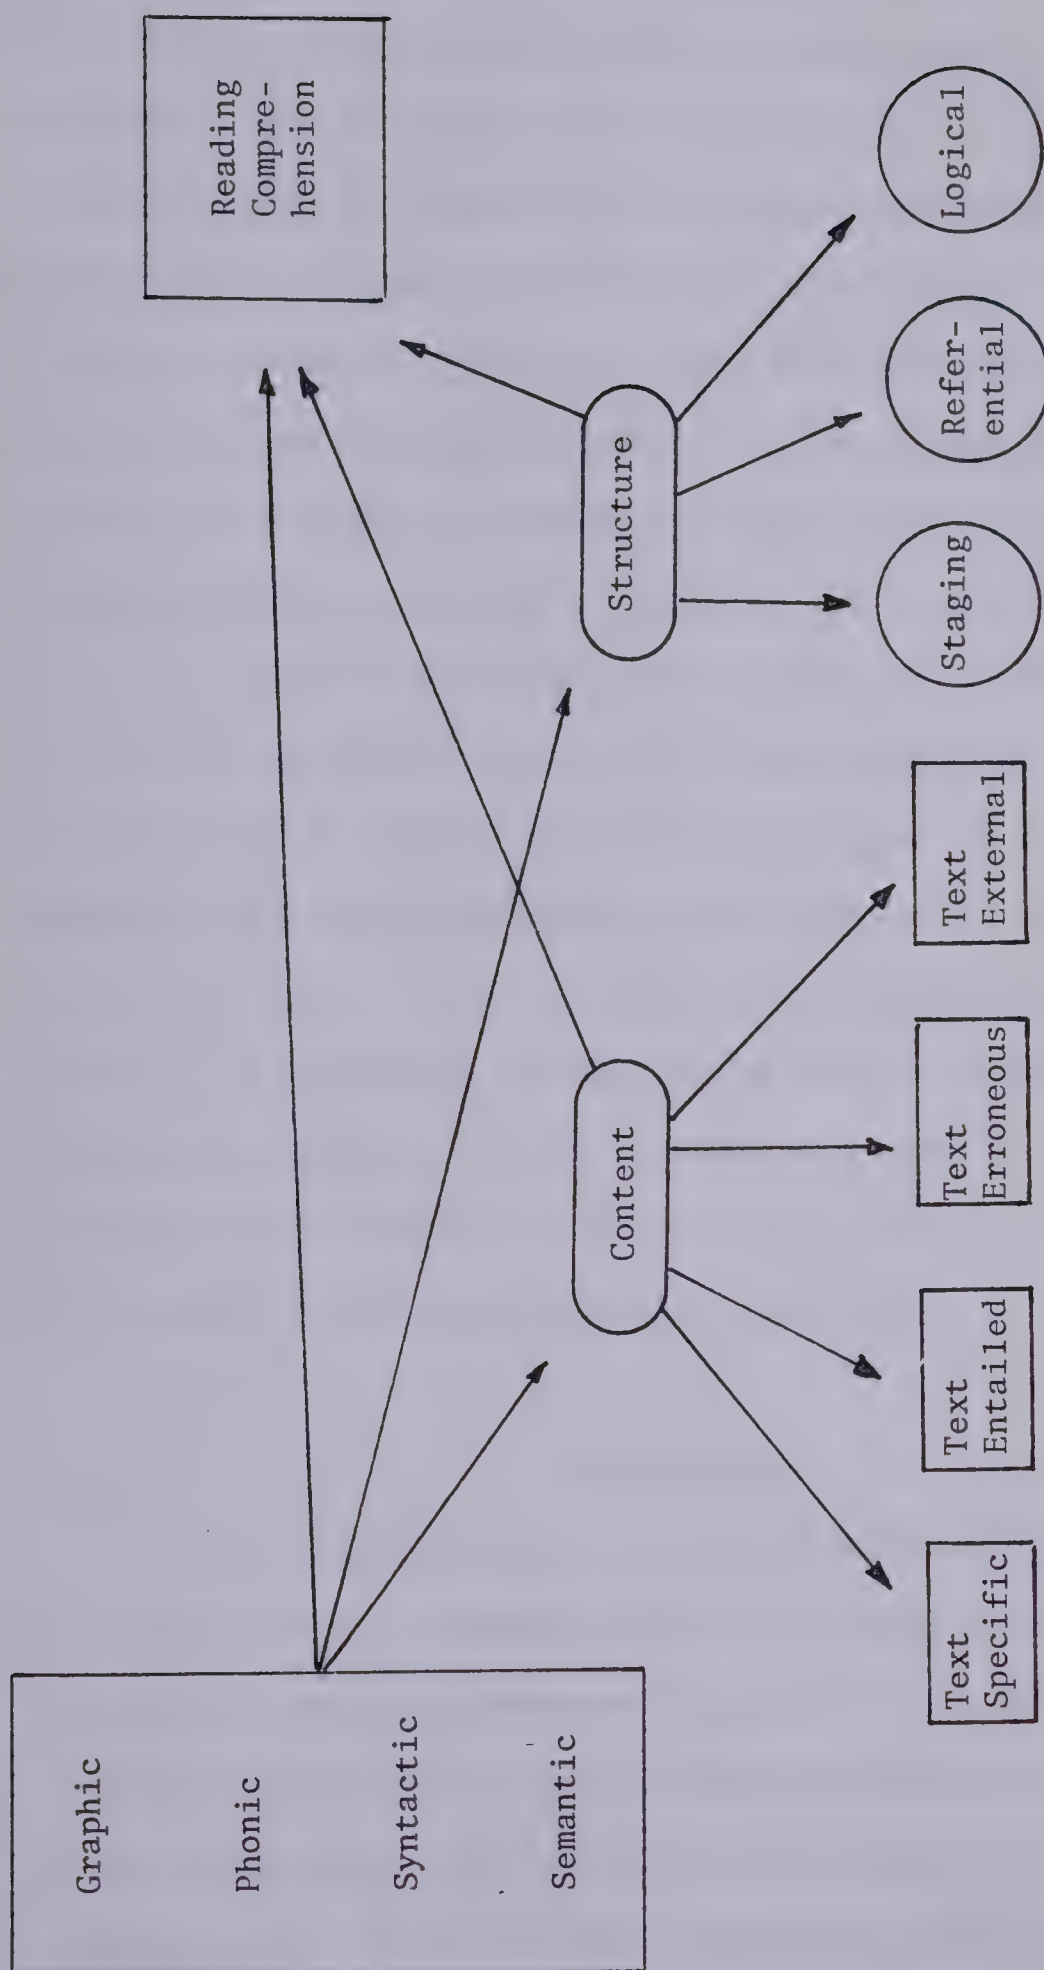 Graphic
Phonic
Syntactic
Semantic
Reading
Compre-
hension
Content
Structure
Text
Specific
Text
Entailed
Text
Erroneous
Text
External
Staging
Refer-
ential
Logical